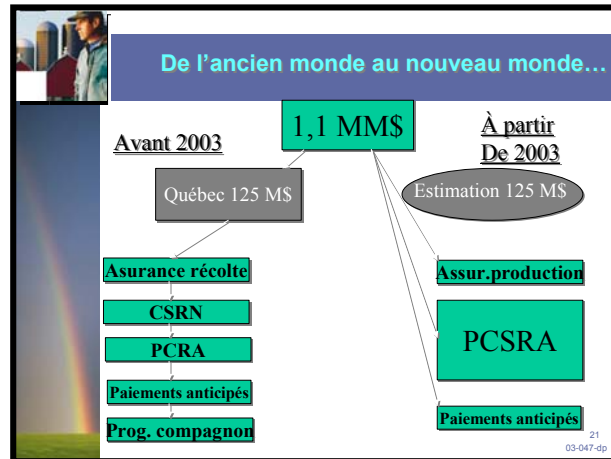 De l'ancien monde au nouveau monde…
1,1 MM$
Avant 2003
À partir
De 2003
Québec 125 M$
Estimation 125 M$
Asurance récolte
CSRN
PCRA
Paiements anticipés
Prog. compagnon
Assur.production
PCSRA
Paiements anticipés
21
03-047-dp